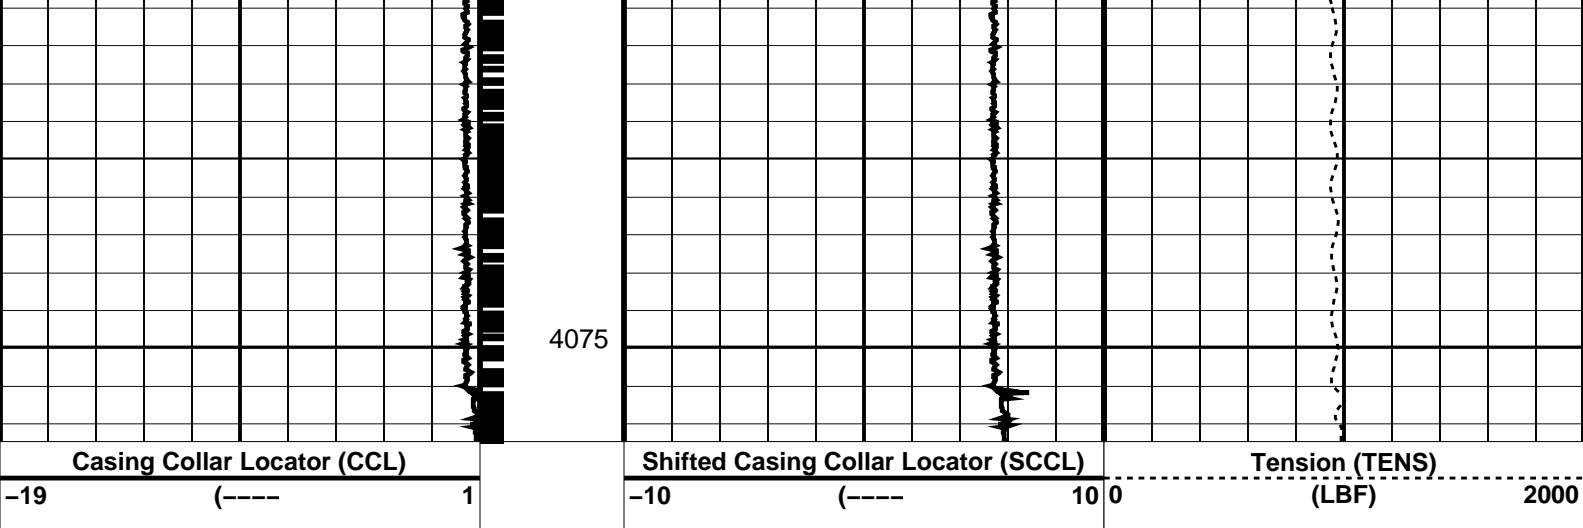 4075
Casing Collar Locator (CCL)
−19 (−−−− 1
Shifted Casing Collar Locator (SCCL)
−10 (−−−− 10
Tension (TENS)
0 (LBF) 2000